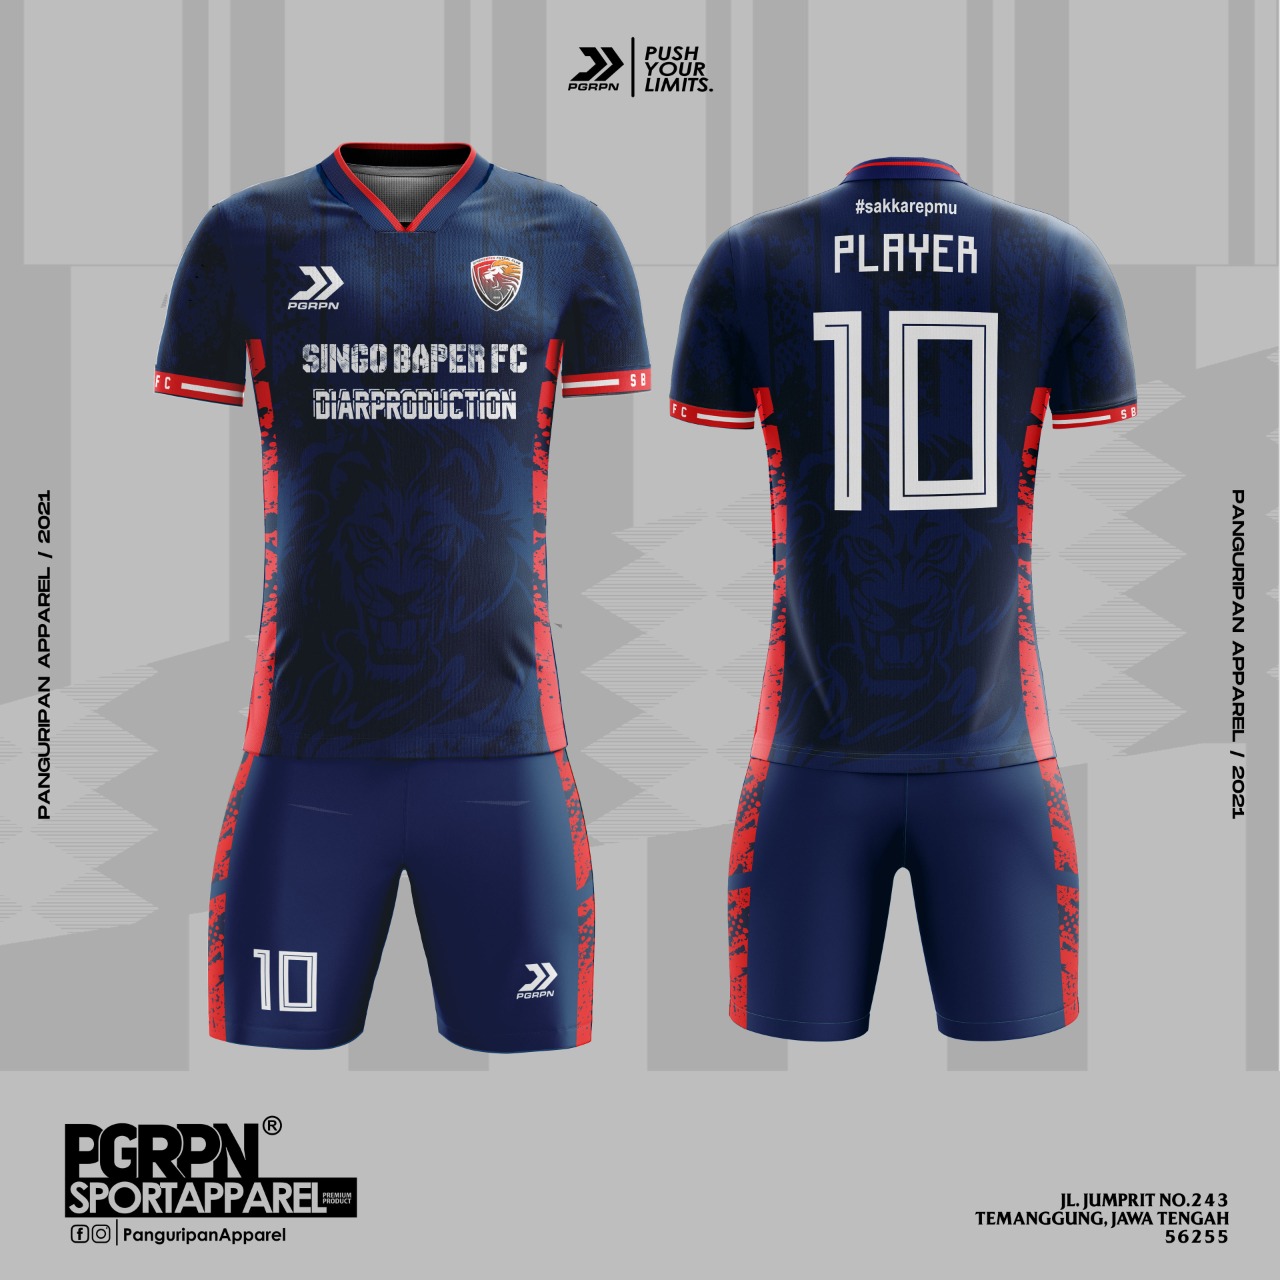 PGRPN
PUSH
YOUR
LIMITS.
PGRPN
SINGO BAPER FC
DIARPRODUCTION
FC
SB
10
PGRPN
#sakkarepmu
PLAYER
10
FC
SB
PANGURIPAN APPAREL / 2021
PANGURIPAN APPAREL / 2021
PGRPN®
SPORTAPPAREL PREMIUM PRODUCT
PanguripanApparel
JL. JUMPRIT NO.243
TEMANGGUNG, JAWA TENGAH
56255